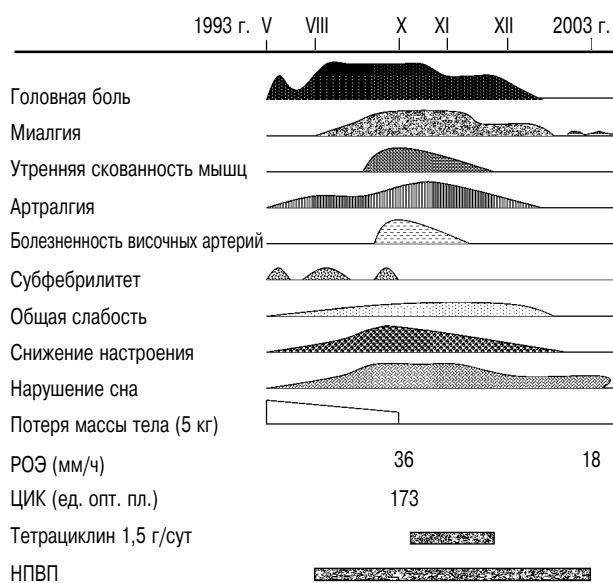 1993 г. V VIII X XI XII 2003 г.
Головная боль
Миалгия
Утренняя скованность мышц
Артралгия
Болезненность височных артерий
Субфебрилитет
Общая слабость
Снижение настроения
Нарушение сна
Потеря массы тела (5 кг)
РОЭ (мм/ч) 36 18
ЦИК (ед. опт. пл.) 173
Тетрациклин 1,5 г/сут
НПВП